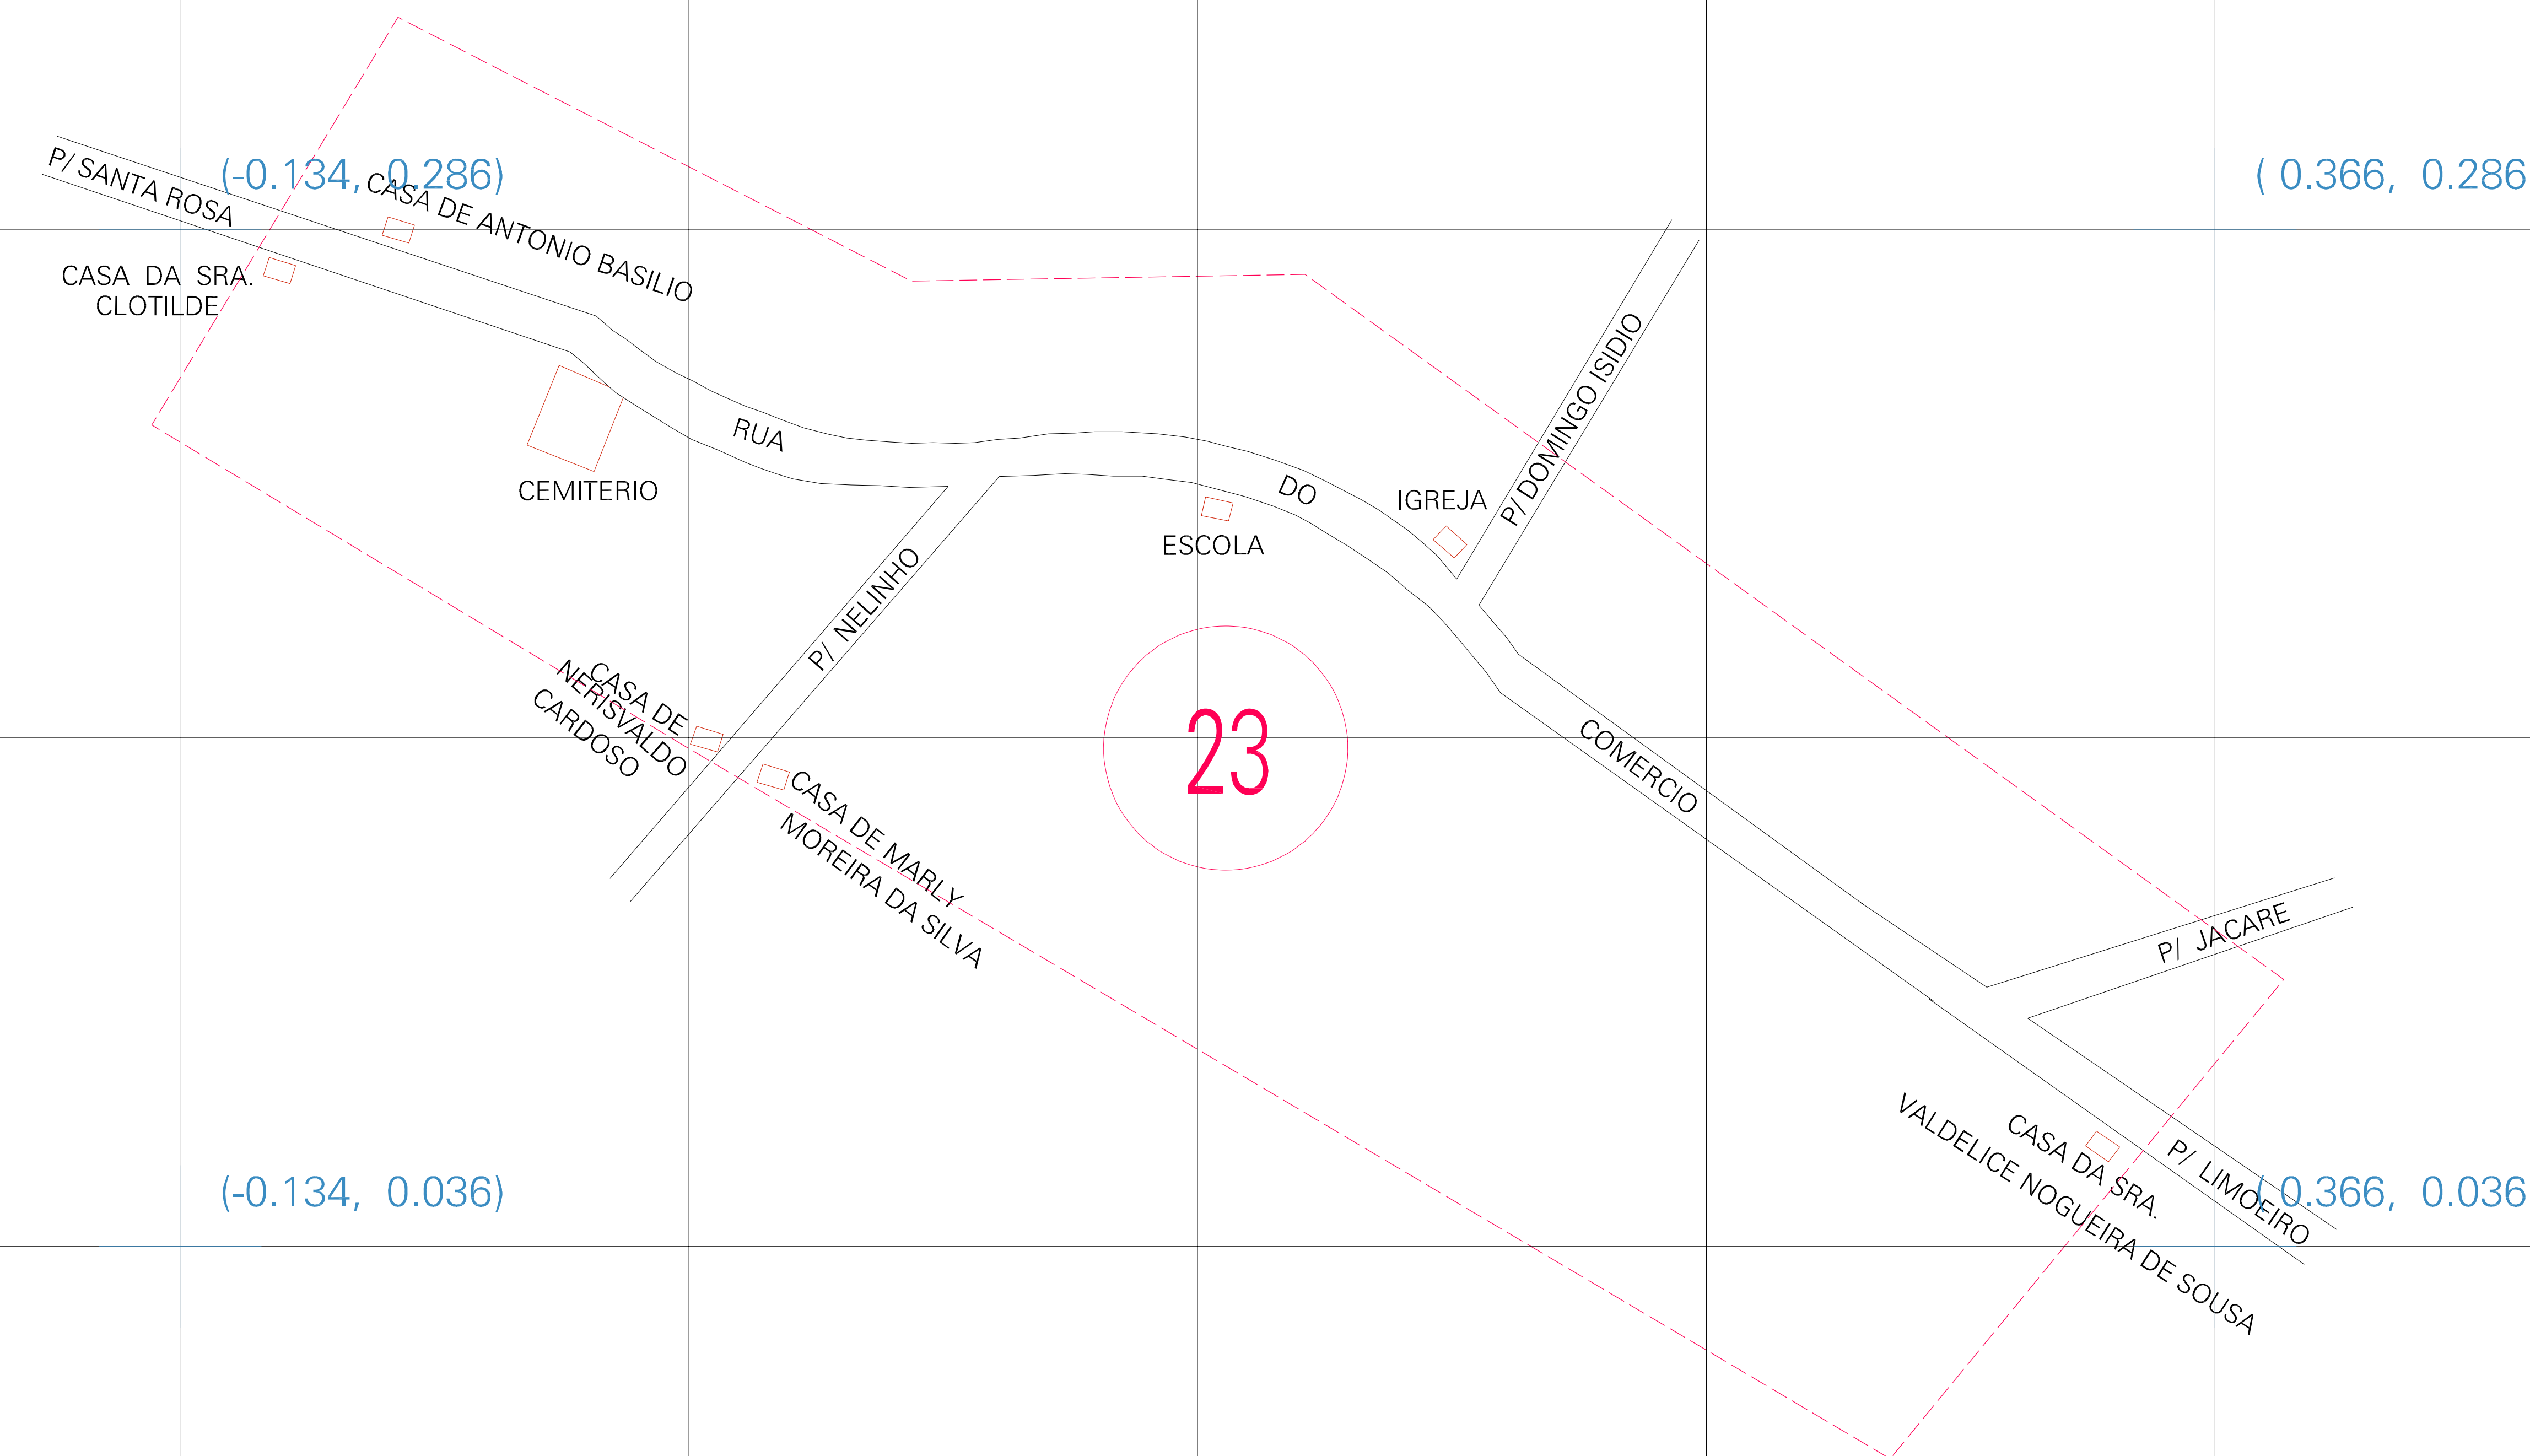 P/ SANTA ROSA
(-0.134, 0.286)
( 0.366, 0.286
CASA DE ANTONIO BASILIO
CASA DA SRA.
CLOTILDE
CEMITERIO
RUA
DO
COMERCIO
IGREJA
P/ DOMINGO ISIDIO
ESCOLA
P/ NELINHO
CASA DE
NERISVALDO
CARDOSO
CASA DE MARLY
MOREIRA DA SILVA
23
P/ JACARE
CASA DA SRA.
VALDELICE NOGUEIRA DE SOUSA
P/ LIMOEIRO
(-0.134, 0.036)
( 0.366, 0.036